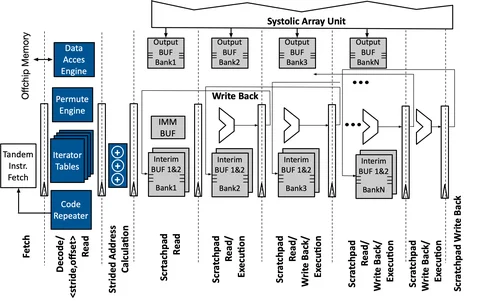 Systolic Array Unit
Output
BUF
Bank1
Output
BUF
Bank2
Output
BUF
Bank3
Output
BUF
BankN
Offchip Memory
Data
Acces
Engine
Permute
Engine
Iterator
Tables
Code
Repeater
Tandem
Instr.
Fetch
Write Back
IMM
BUF
Interim
BUF 1&2
Bank1
Interim
BUF 1&2
Bank2
Interim
BUF 1&2
Bank3
Interim
BUF 1&2
BankN
Fetch
Decode/
<stride,offset>
Read
Strided Address
Calculation
Scrtachpad
Read
Scratchpad
Read/
Execution
Scratchpad
Read/
Write Back/
Execution
Scratchpad
Read/
Write Back/
Execution
Scratchpad
Write Back/
Execution
Scratchpad Write Back